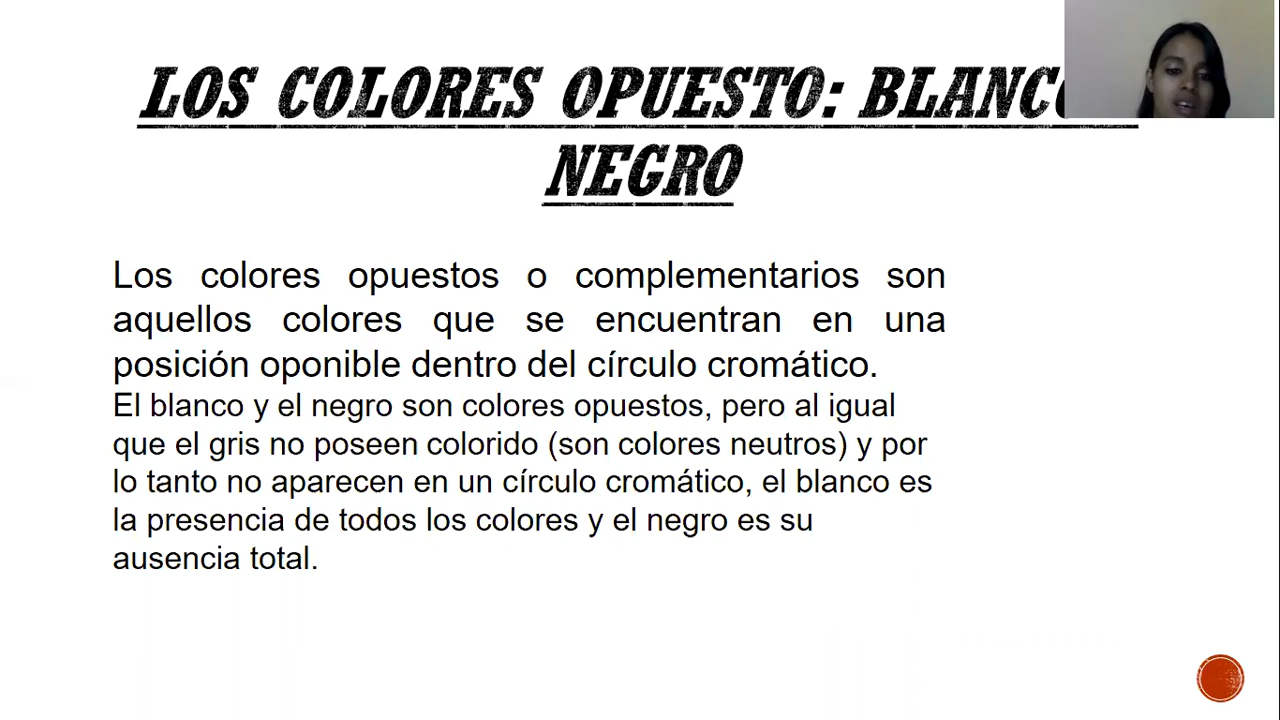 LOS COLORES OPUESTO: BLANCO
NEGRO
Los colores opuestos o complementarios son
aquellos colores que se encuentran en una
posición oponible dentro del círculo cromático.
El blanco y el negro son colores opuestos, pero al igual
que el gris no poseen colorido (son colores neutros) y por
lo tanto no aparecen en un círculo cromático, el blanco es
la presencia de todos los colores y el negro es su
ausencia total.